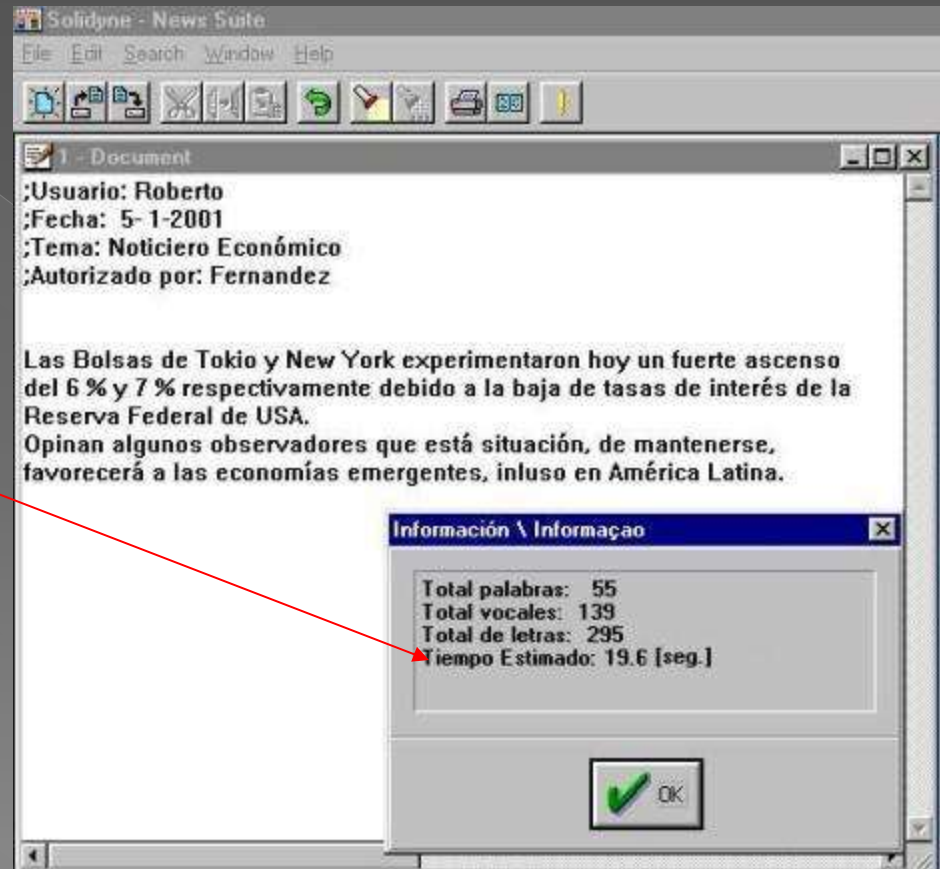 Solidyne - News Suite
File Edit Search Window Help
1 - Document
;Usuario: Roberto
;Fecha: 5- 1-2001
;Tema: Noticiero Económico
;Autorizado por: Fernandez
Las Bolsas de Tokio y New York experimentaron hoy un fuerte ascenso
del 6 % y 7 % respectivamente debido a la baja de tasas de interés de la
Reserva Federal de USA.
Opinan algunos observadores que está situación, de mantenerse,
favorecerá a las economías emergentes, inluso en América Latina.
Información \ Informaçao
Total palabras: 55
Total vocales: 139
Total de letras: 295
Tiempo Estimado: 19.6 [seg.]
OK